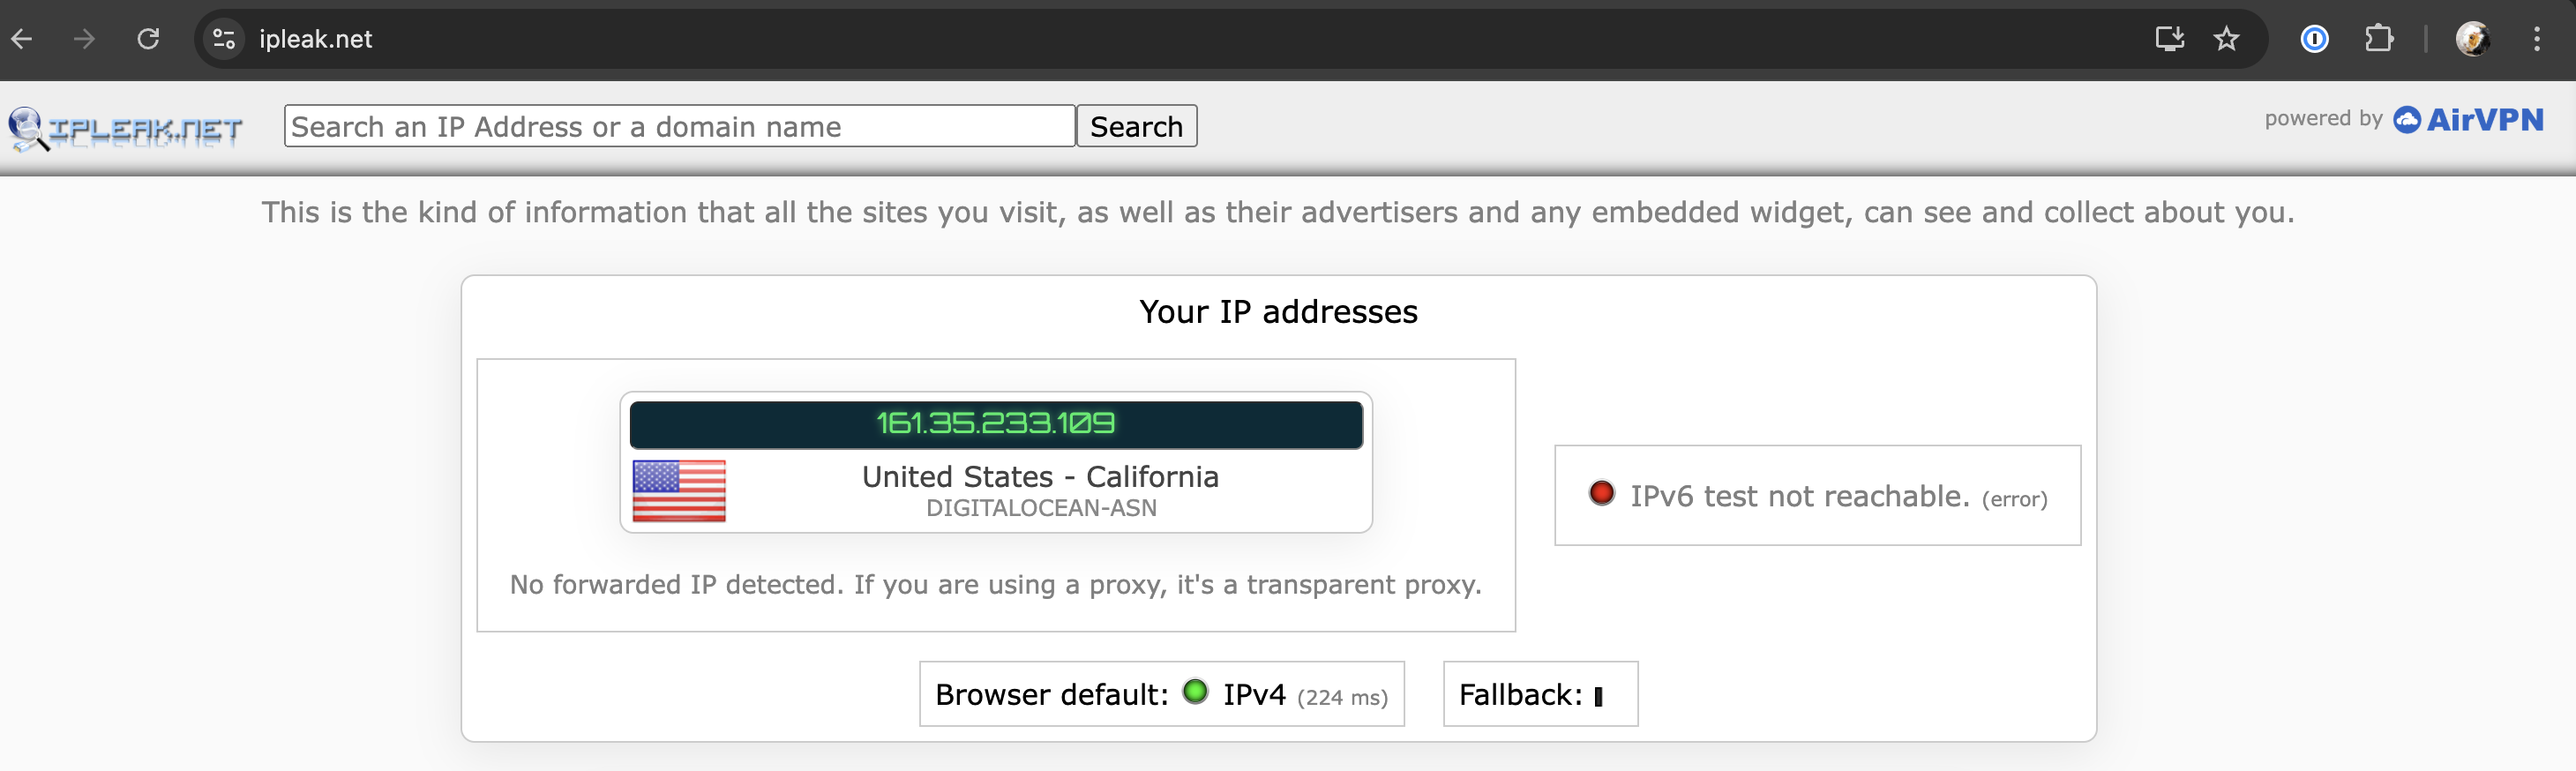 ipleak.net
IPLEAK.NET
Search an IP Address or a domain name
Search
powered by AirVPN
This is the kind of information that all the sites you visit, as well as their advertisers and any embedded widget, can see and collect about you.
Your IP addresses
161.35.233.109
United States - California
DIGITALOCEAN-ASN
No forwarded IP detected. If you are using a proxy, it's a transparent proxy.
IPv6 test not reachable. (error)
Browser default: IPv4 (224 ms)
Fallback: